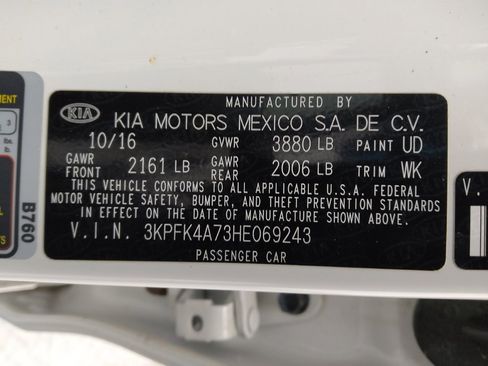 MANUFACTURED BY
KIA KIA MOTORS MEXICO S.A. DE C.V.
10/16 GVWR 3880 LB PAINT UD
GAWR FRONT 2161 LB GAWR REAR 2006 LB TRIM WK
THIS VEHICLE CONFORMS TO ALL APPLICABLE U.S.A. FEDERAL
MOTOR VEHICLE SAFETY, BUMPER, AND THEFT PREVENTION STANDARDS
IN EFFECT ON THE DATE OF MANUFACTURE SHOWN ABOVE.
V.I.N. 3KPFK4A73HE069243
PASSENGER CAR
B760
3
lbs.
V.